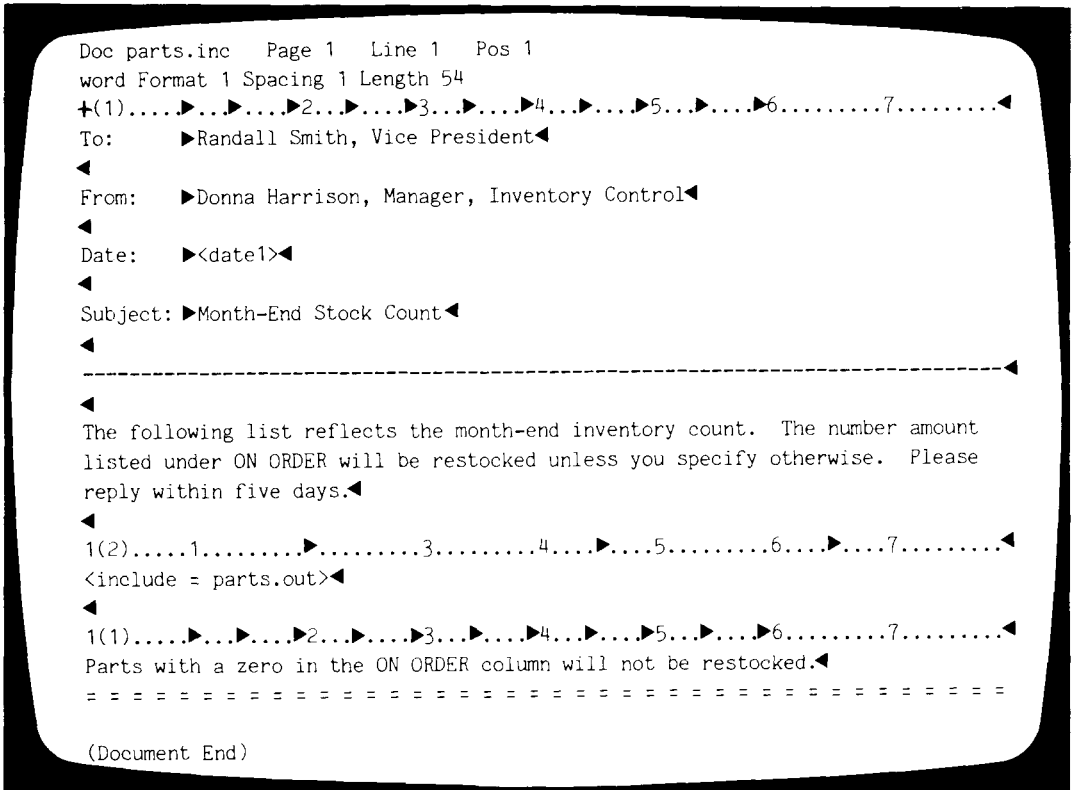 Doc parts.inc   Page 1   Line 1   Pos 1
word Format 1 Spacing 1 Length 54
+(1).....▶...▶....▶2...▶....▶3...▶....▶4...▶....▶5...▶....▶6.........7.........◀
To:     ▶Randall Smith, Vice President◀
◀
From:   ▶Donna Harrison, Manager, Inventory Control◀
◀
Date:   ▶<date1>◀
◀
Subject: ▶Month-End Stock Count◀
◀
--------------------------------------------------------------------------------◀
◀
The following list reflects the month-end inventory count.  The number amount
listed under ON ORDER will be restocked unless you specify otherwise.  Please
reply within five days.◀
◀
1(2).....1.........▶.........3.........4....▶....5.........6....▶....7.........◀
<include = parts.out>◀
◀
1(1).....▶...▶....▶2...▶....▶3...▶....▶4...▶....▶5...▶....▶6.........7.........◀
Parts with a zero in the ON ORDER column will not be restocked.◀
= = = = = = = = = = = = = = = = = = = = = = = = = = = = = = = = = = = = = = = =
(Document End)